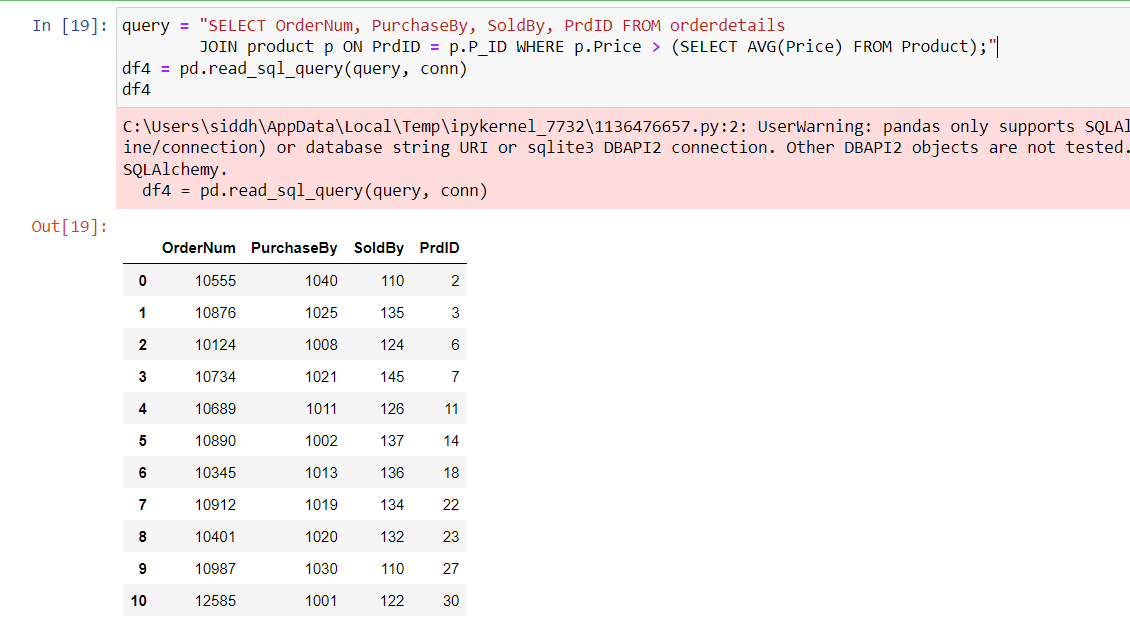 In [19]: query = "SELECT OrderNum, PurchaseBy, SoldBy, PrdID FROM orderdetails
JOIN product p ON PrdID = p.P_ID WHERE p.Price > (SELECT AVG(Price) FROM Product);"
df4 = pd.read_sql_query(query, conn)
df4
C:\Users\siddh\AppData\Local\Temp\ipykernel_7732\1136476657.py:2: UserWarning: pandas only supports SQLAl
ine/connection) or database string URI or sqlite3 DBAPI2 connection. Other DBAPI2 objects are not tested.
SQLAlchemy.
df4 = pd.read_sql_query(query, conn)
Out[19]:
OrderNum PurchaseBy SoldBy PrdID
0 10555 1040 110 2
1 10876 1025 135 3
2 10124 1008 124 6
3 10734 1021 145 7
4 10689 1011 126 11
5 10890 1002 137 14
6 10345 1013 136 18
7 10912 1019 134 22
8 10401 1020 132 23
9 10987 1030 110 27
10 12585 1001 122 30